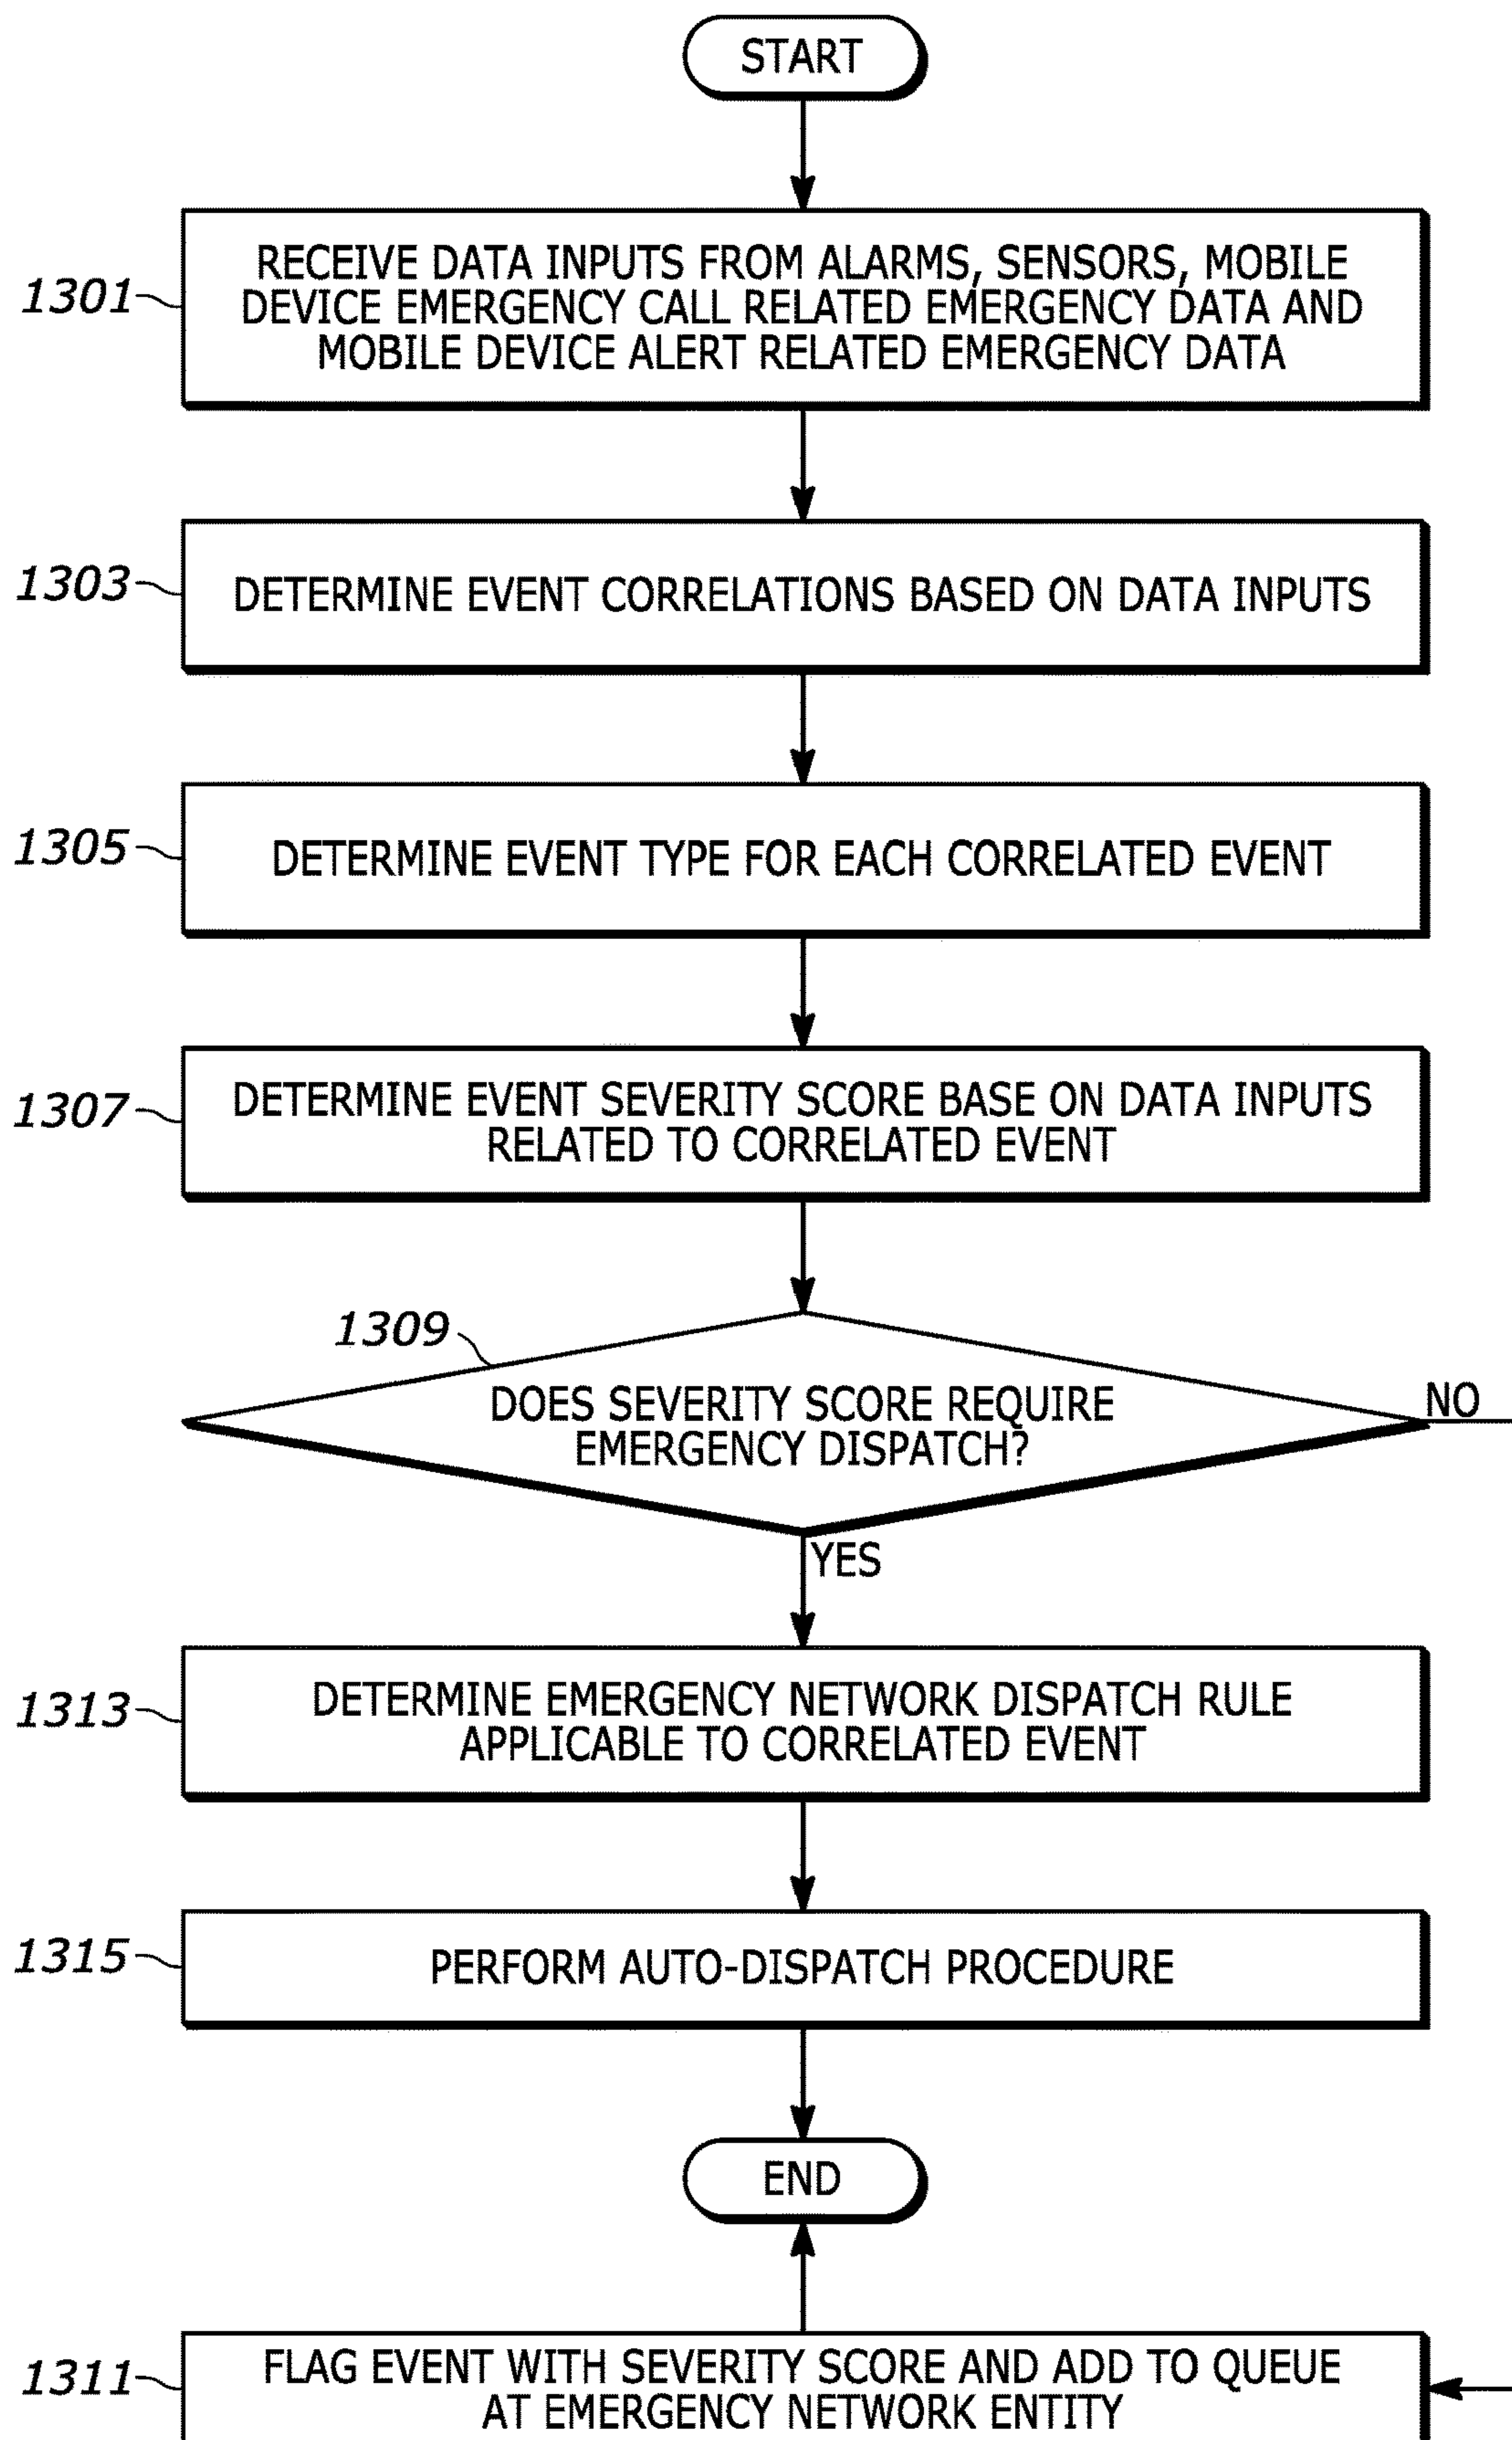 START
1301
RECEIVE DATA INPUTS FROM ALARMS, SENSORS, MOBILE
DEVICE EMERGENCY CALL RELATED EMERGENCY DATA AND
MOBILE DEVICE ALERT RELATED EMERGENCY DATA
1303
DETERMINE EVENT CORRELATIONS BASED ON DATA INPUTS
1305
DETERMINE EVENT TYPE FOR EACH CORRELATED EVENT
1307
DETERMINE EVENT SEVERITY SCORE BASE ON DATA INPUTS
RELATED TO CORRELATED EVENT
1309
DOES SEVERITY SCORE REQUIRE
EMERGENCY DISPATCH?
NO
YES
1313
DETERMINE EMERGENCY NETWORK DISPATCH RULE
APPLICABLE TO CORRELATED EVENT
1315
PERFORM AUTO-DISPATCH PROCEDURE
END
1311
FLAG EVENT WITH SEVERITY SCORE AND ADD TO QUEUE
AT EMERGENCY NETWORK ENTITY